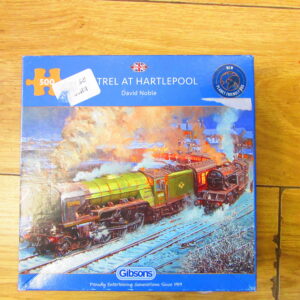 500
TREL AT HARTLEPOOL
David Noble
Gibsons
Proudly Entertaining Generations Since 1919